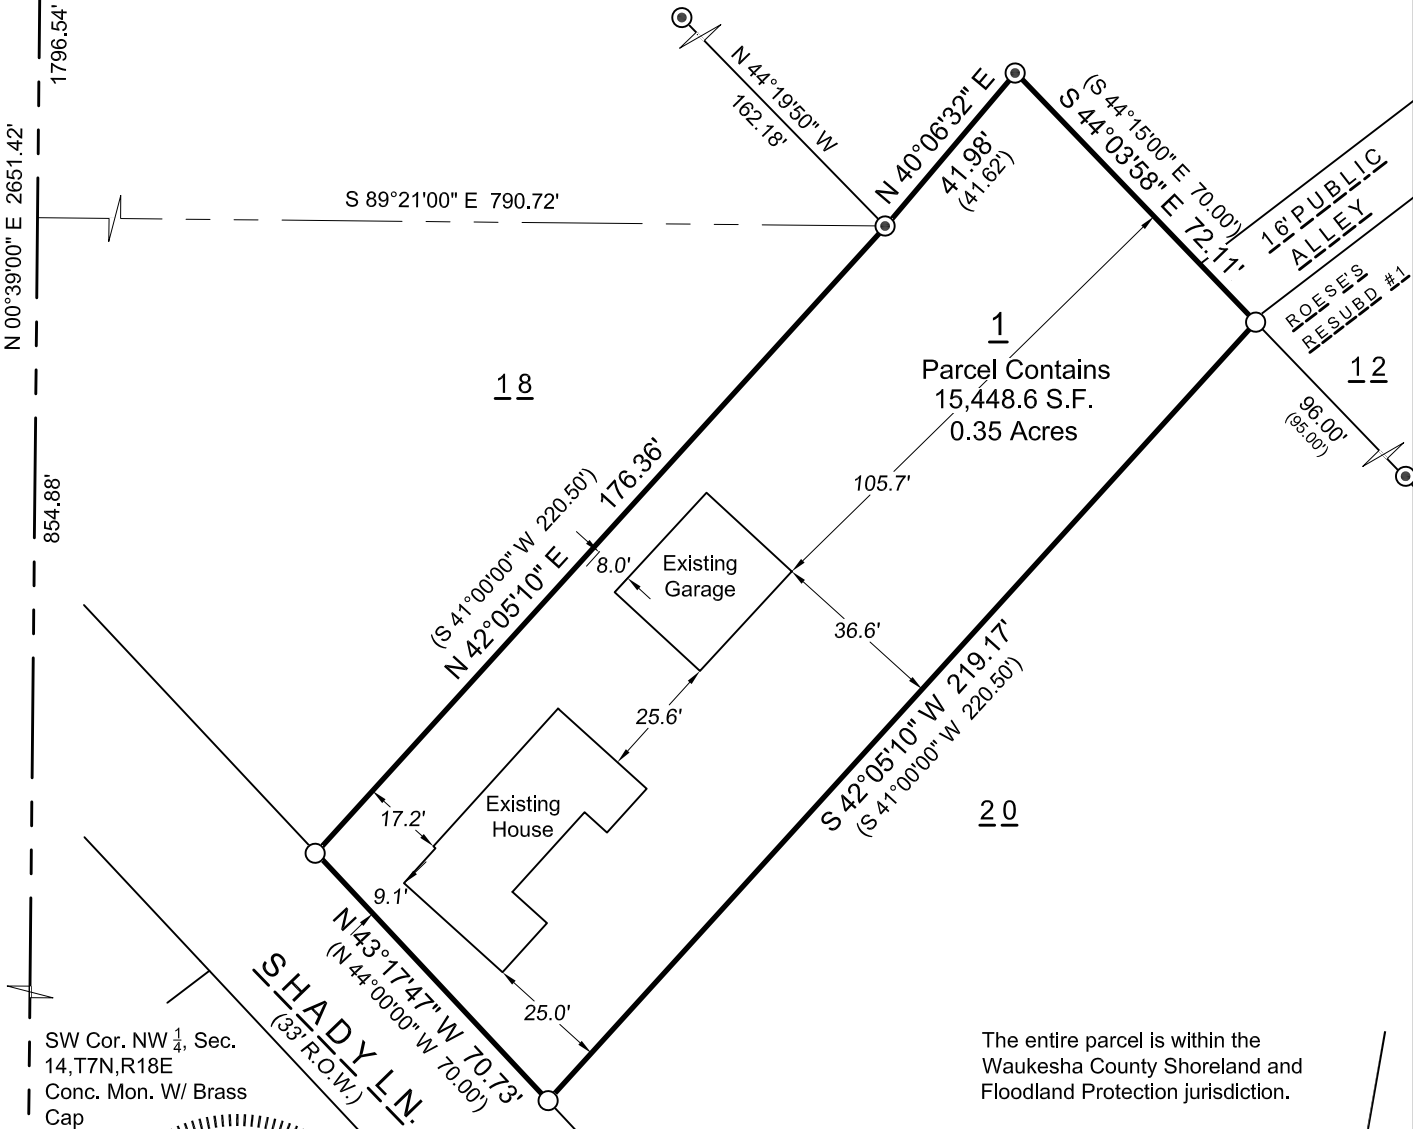 1796.54'
N 00°39'00" E 2651.42'
854.88'
S 89°21'00" E 790.72'
N 44°19'50" W
162.18'
N 40°06'32" E
41.98'
(41.62')
(S 44°15'00" E 70.00')
S 44°03'58" E 72.11'
16' PUBLIC
ALLEY
ROESE'S
RESUBD #1
12
96.00'
(95.00')
18
1
Parcel Contains
15,448.6 S.F.
0.35 Acres
105.7'
(S 41°00'00" W 220.50')
N 42°05'10" E 176.36'
8.0'
Existing
Garage
36.6'
25.6'
S 42°05'10" W 219.17'
(S 41°00'00" W 220.50')
20
Existing
House
17.2'
9.1'
25.0'
N 43°17'47" W 70.73'
(N 44°00'00" W 70.00')
SHADY LN.
(33' R.O.W.)
SW Cor. NW 1/4, Sec.
14,T7N,R18E
Conc. Mon. W/ Brass
Cap
The entire parcel is within the
Waukesha County Shoreland and
Floodland Protection jurisdiction.